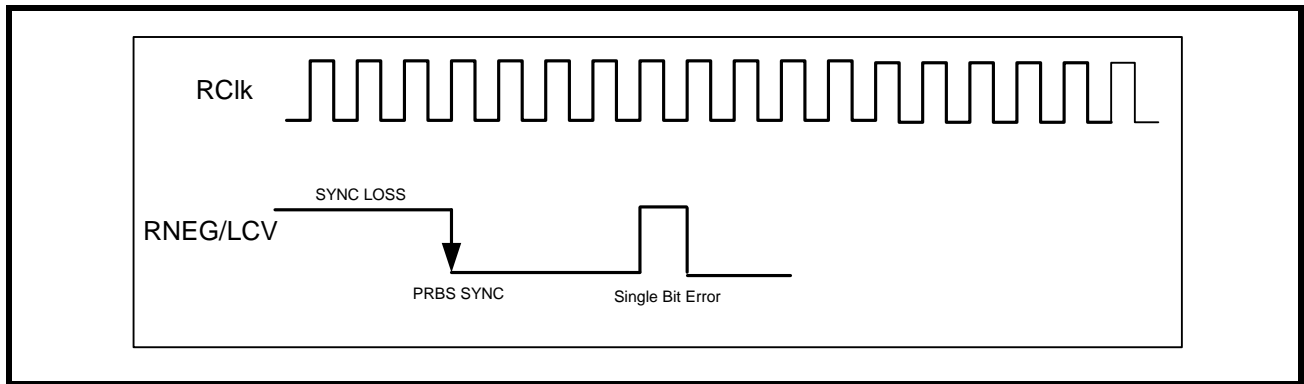 RClk
SYNC LOSS
RNEG/LCV
PRBS SYNC
Single Bit Error